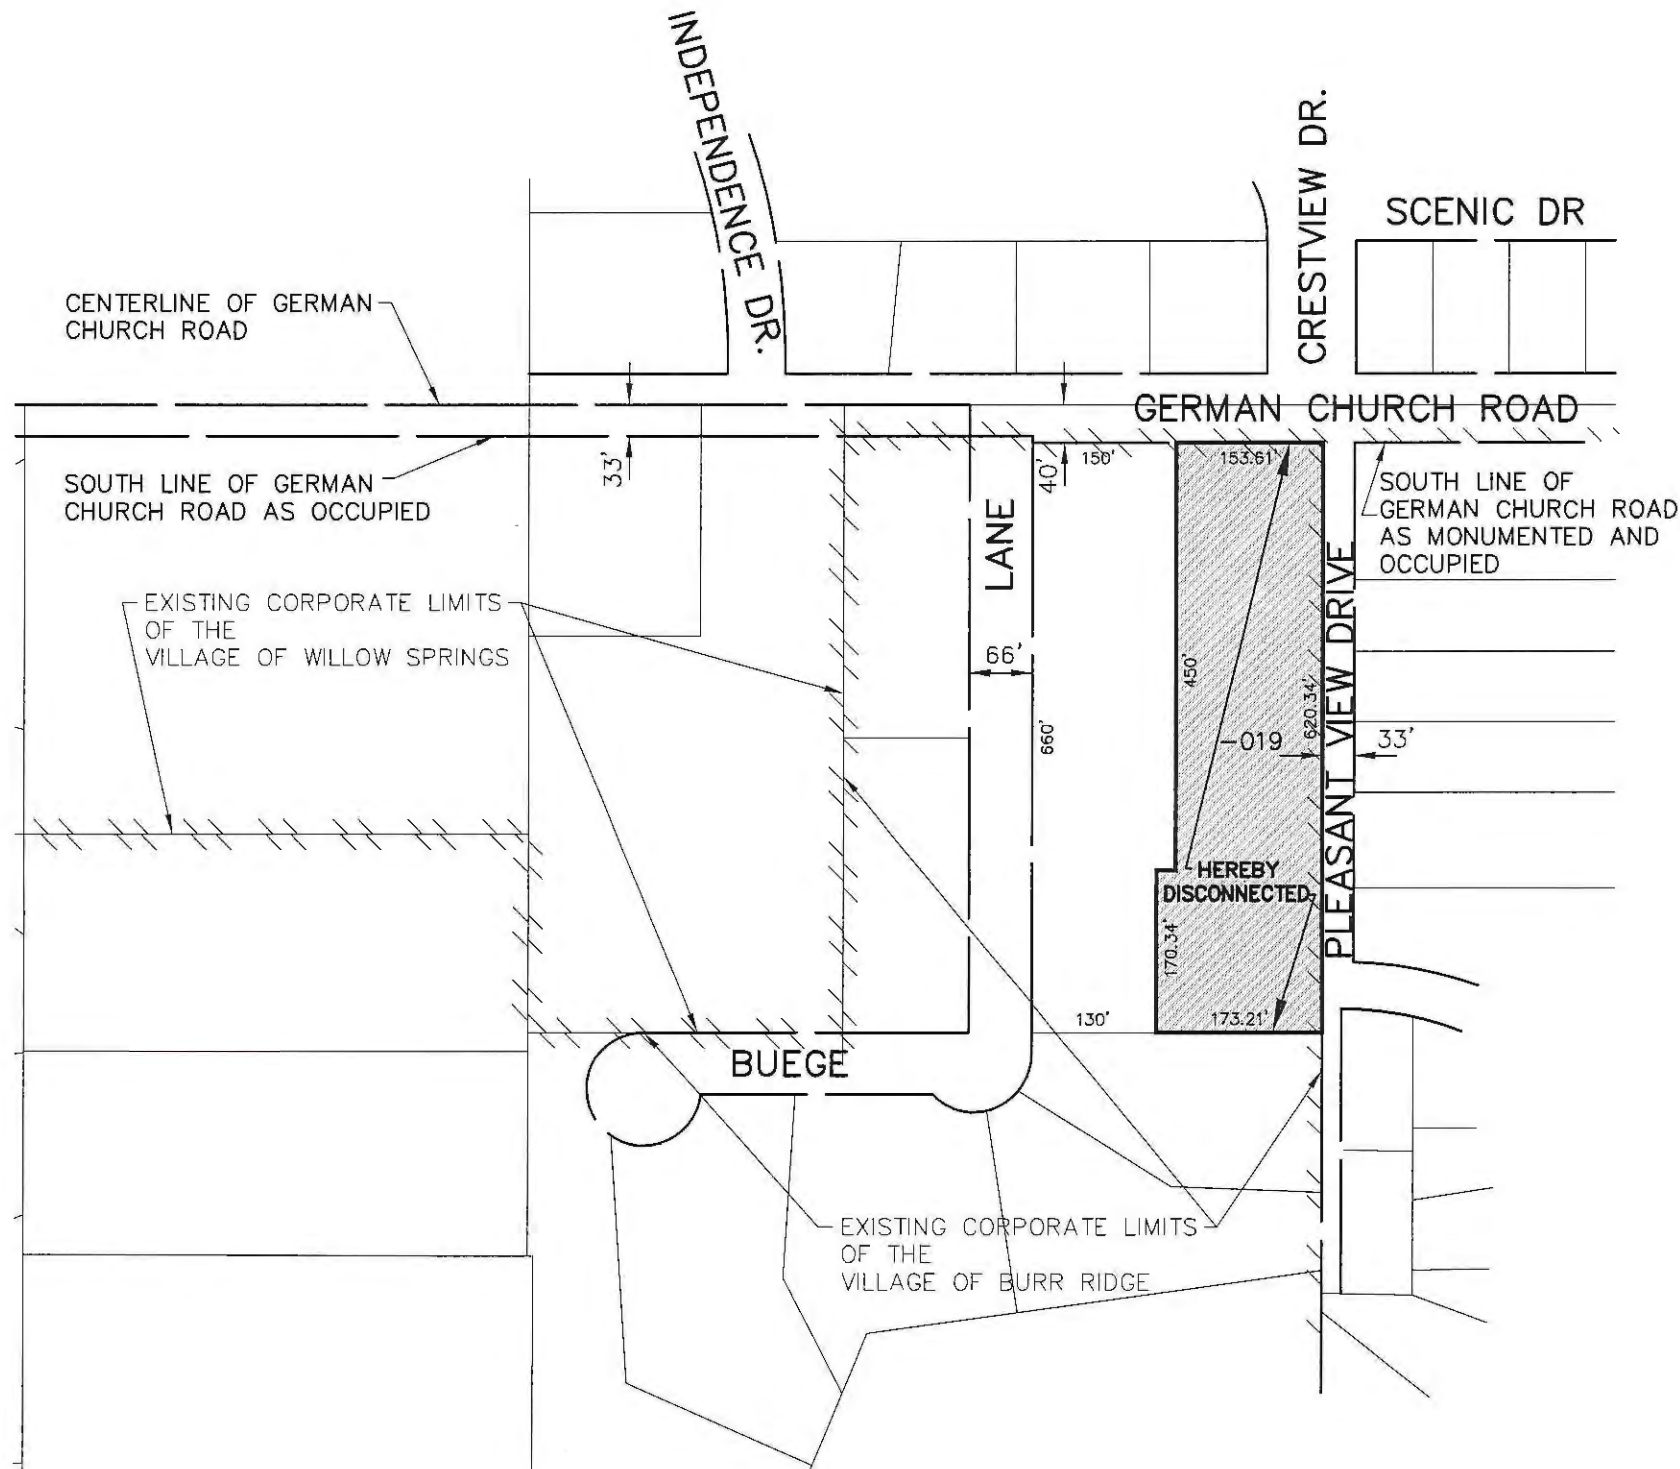 INDEPENDENCE DR.
CRESTVIEW DR.
SCENIC DR
CENTERLINE OF GERMAN
CHURCH ROAD
GERMAN CHURCH ROAD
33'
40'
150'
153.61'
SOUTH LINE OF GERMAN
CHURCH ROAD AS OCCUPIED
SOUTH LINE OF
GERMAN CHURCH ROAD
AS MONUMENTED AND
OCCUPIED
LANE
EXISTING CORPORATE LIMITS
OF THE
VILLAGE OF WILLOW SPRINGS
66'
660'
450'
620.34'
-019
33'
PLEASANT VIEW DRIVE
HEREBY
DISCONNECTED
170.34'
130'
173.21'
BUEGE
EXISTING CORPORATE LIMITS
OF THE
VILLAGE OF BURR RIDGE